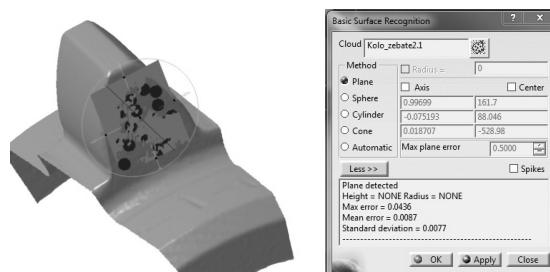 Basic Surface Recognition ? X
Cloud Kolo_zebate2.1
Method
Radius = 0
Plane
Axis Center
Sphere 0.99699 161.7
Cylinder -0.075193 88.046
Cone 0.018707 -528.98
Automatic Max plane error 0.5000
Less >> Spikes
Plane detected
Height = NONE Radius = NONE
Max error = 0.0436
Mean error = 0.0087
Standard deviation = 0.0077
--------------------------------------------------
OK Apply Close